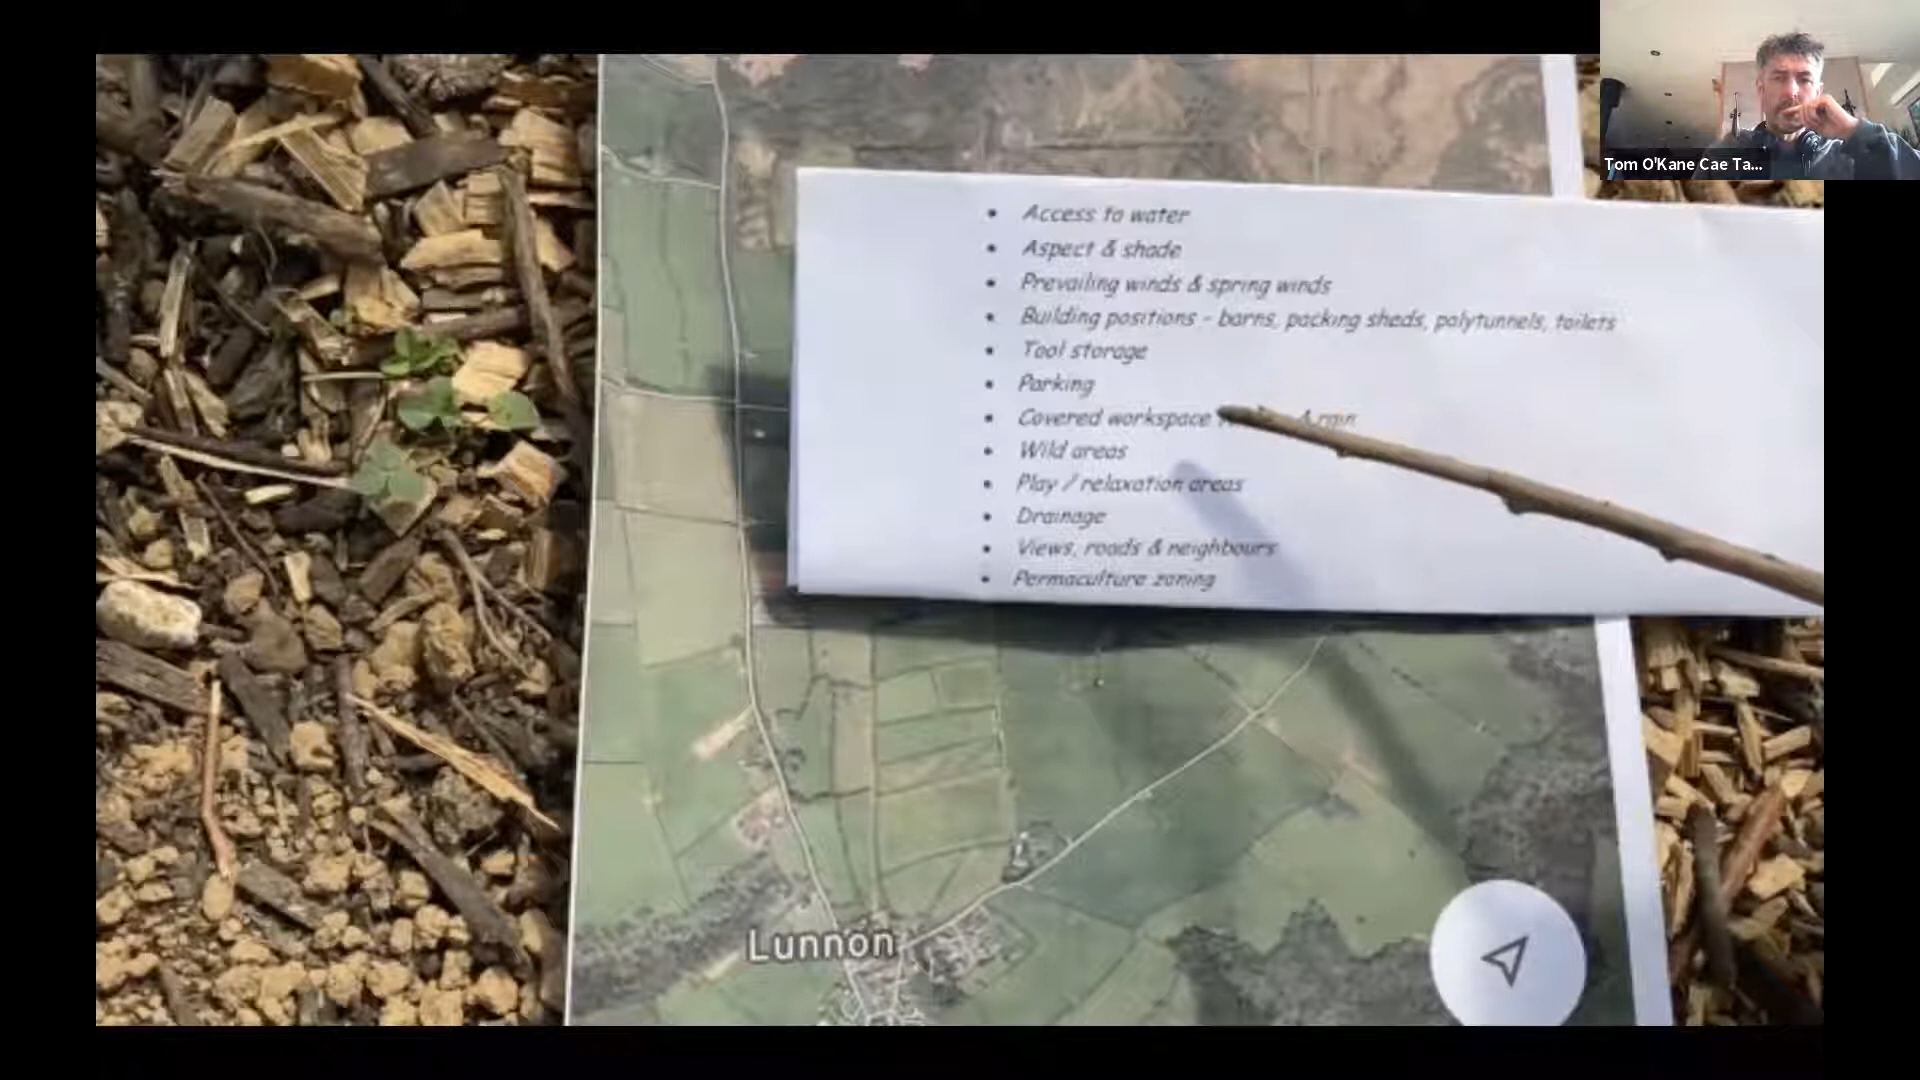 Tom O'Kane Cae Ta...
• Access to water
• Aspect & shade
• Prevailing winds & spring winds
• Building positions - barns, packing sheds, polytunnels, toilets
• Tool storage
• Parking
• Covered workspace & rain
• Wild areas
• Play / relaxation areas
• Drainage
• Views, roads & neighbours
• Permaculture zoning
Lunnon